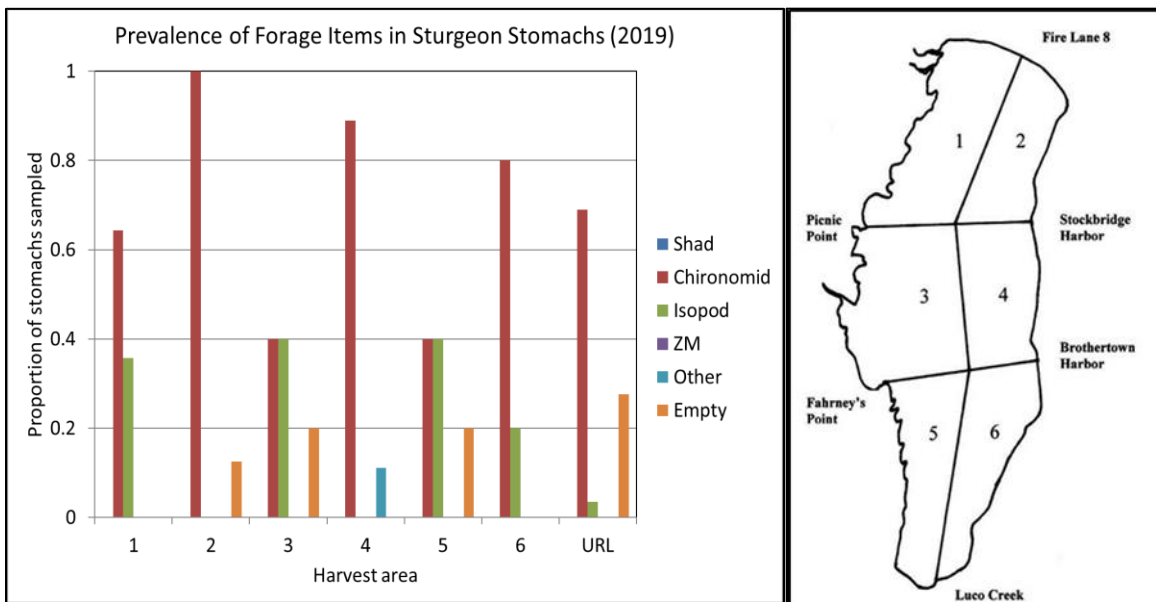 Prevalence of Forage Items in Sturgeon Stomachs (2019)
Proportion of stomachs sampled
1
0.8
0.6
0.4
0.2
0
1 2 3 4 5 6 URL
Harvest area
Shad
Chironomid
Isopod
ZM
Other
Empty
Fire Lane 8
1 2
Picnic
Point
Stockbridge
Harbor
3 4
Brothertown
Harbor
Fahrney's
Point
5 6
Luco Creek